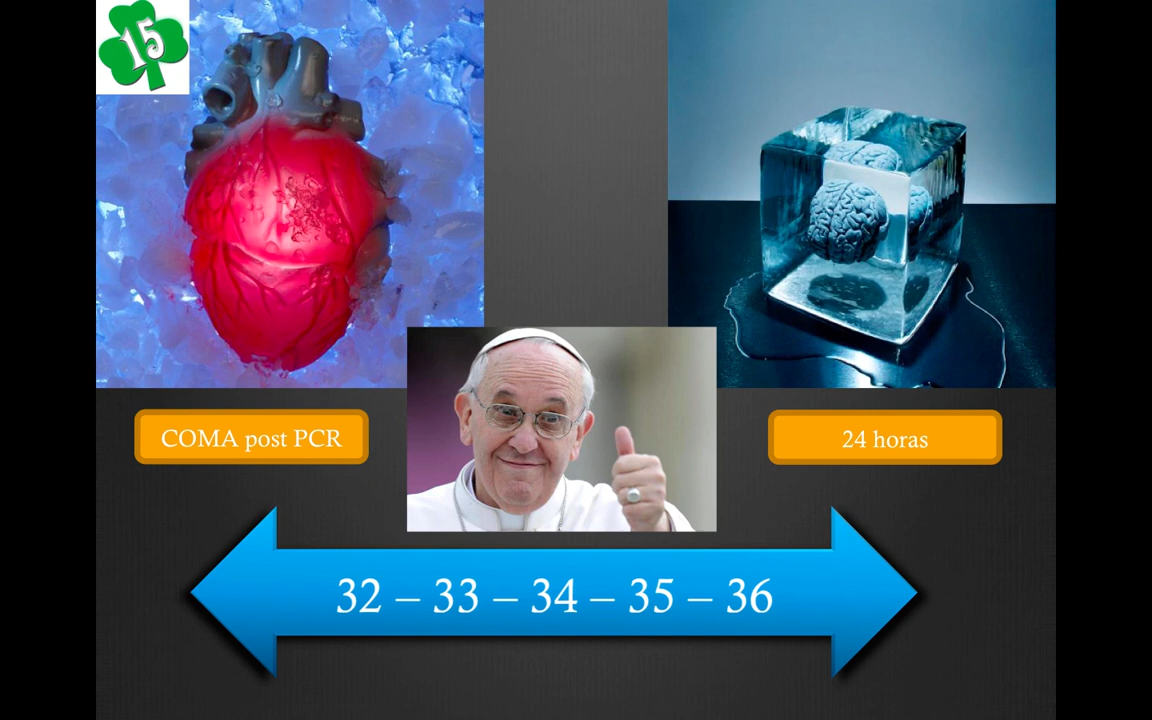 15
COMA post PCR
24 horas
32 – 33 – 34 – 35 – 36